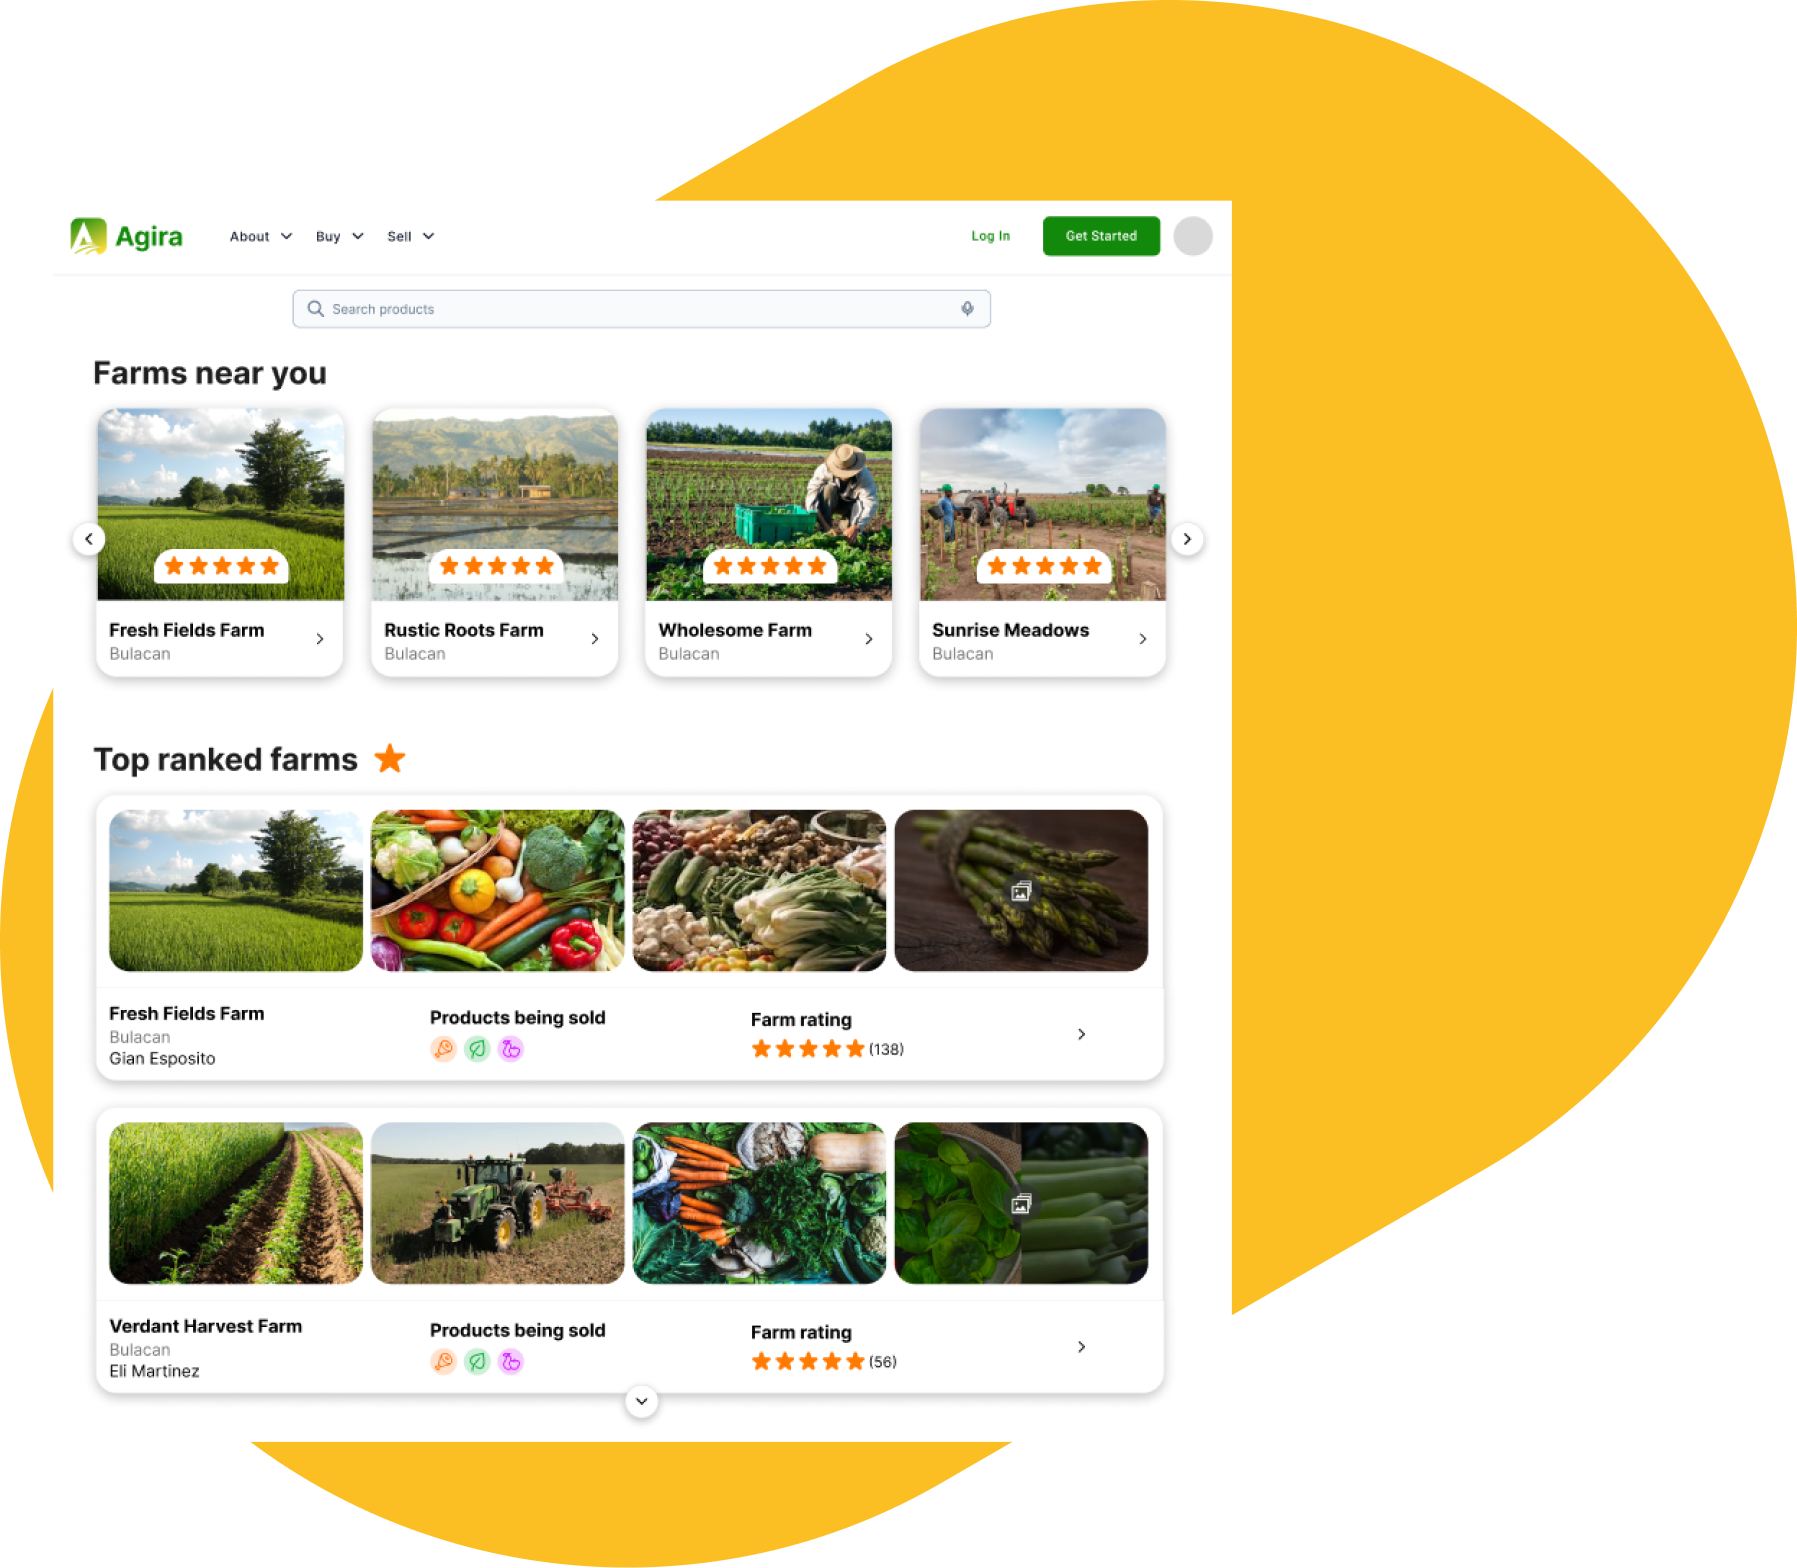 Agira
About
Buy
Sell
Log In
Get Started
Search products
Farms near you
Fresh Fields Farm
Bulacan
Rustic Roots Farm
Bulacan
Wholesome Farm
Bulacan
Sunrise Meadows
Bulacan
Top ranked farms
Fresh Fields Farm
Bulacan
Gian Esposito
Products being sold
Farm rating
(138)
Verdant Harvest Farm
Bulacan
Eli Martinez
Products being sold
Farm rating
(56)